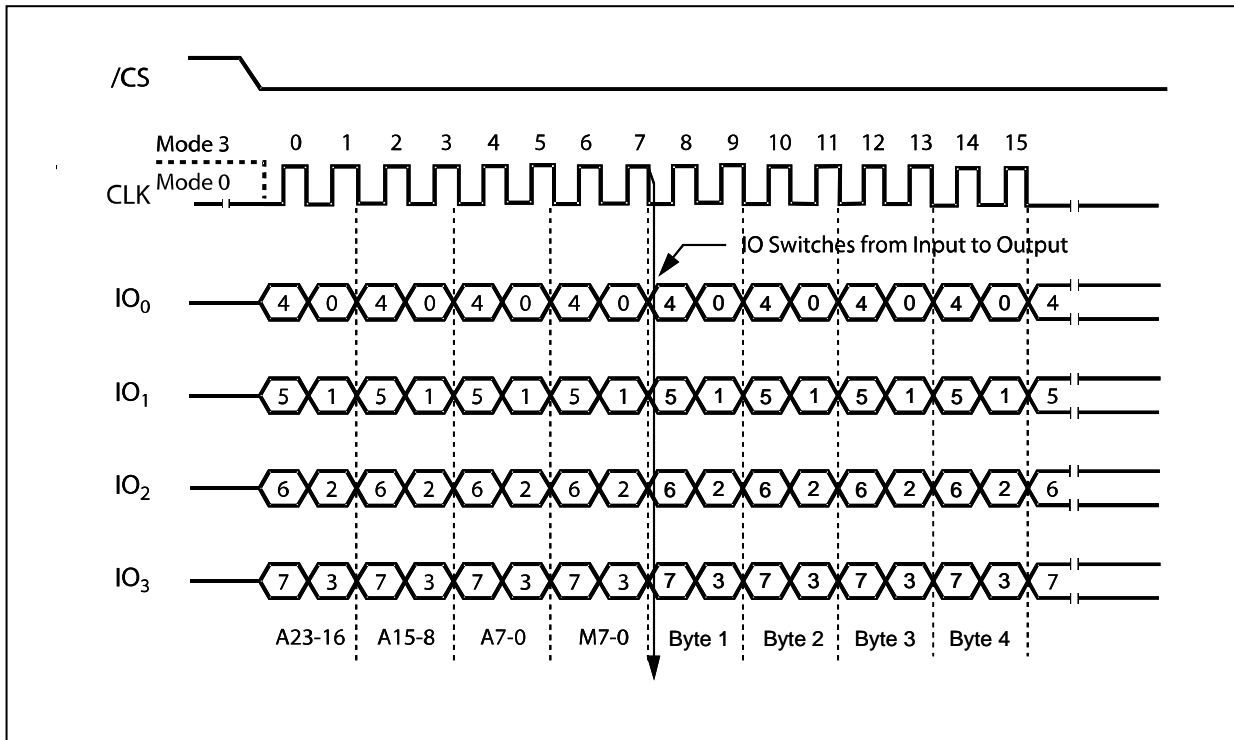 /CS
Mode 3
0 1 2 3 4 5 6 7 8 9 10 11 12 13 14 15
Mode 0
CLK
IO Switches from Input to Output
IO0 4 0 4 0 4 0 4 0 4 0 4 0 4 0 4 0 4
IO1 5 1 5 1 5 1 5 1 5 1 5 1 5 1 5 1 5
IO2 6 2 6 2 6 2 6 2 6 2 6 2 6 2 6 2 6
IO3 7 3 7 3 7 3 7 3 7 3 7 3 7 3 7 3 7
A23-16 A15-8 A7-0 M7-0 Byte 1 Byte 2 Byte 3 Byte 4